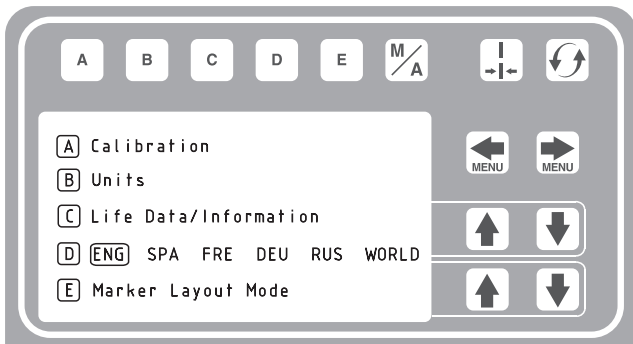 A B C D E M/A
A Calibration
B Units
MENU MENU
C Life Data/Information
D ENG SPA FRE DEU RUS WORLD
E Marker Layout Mode